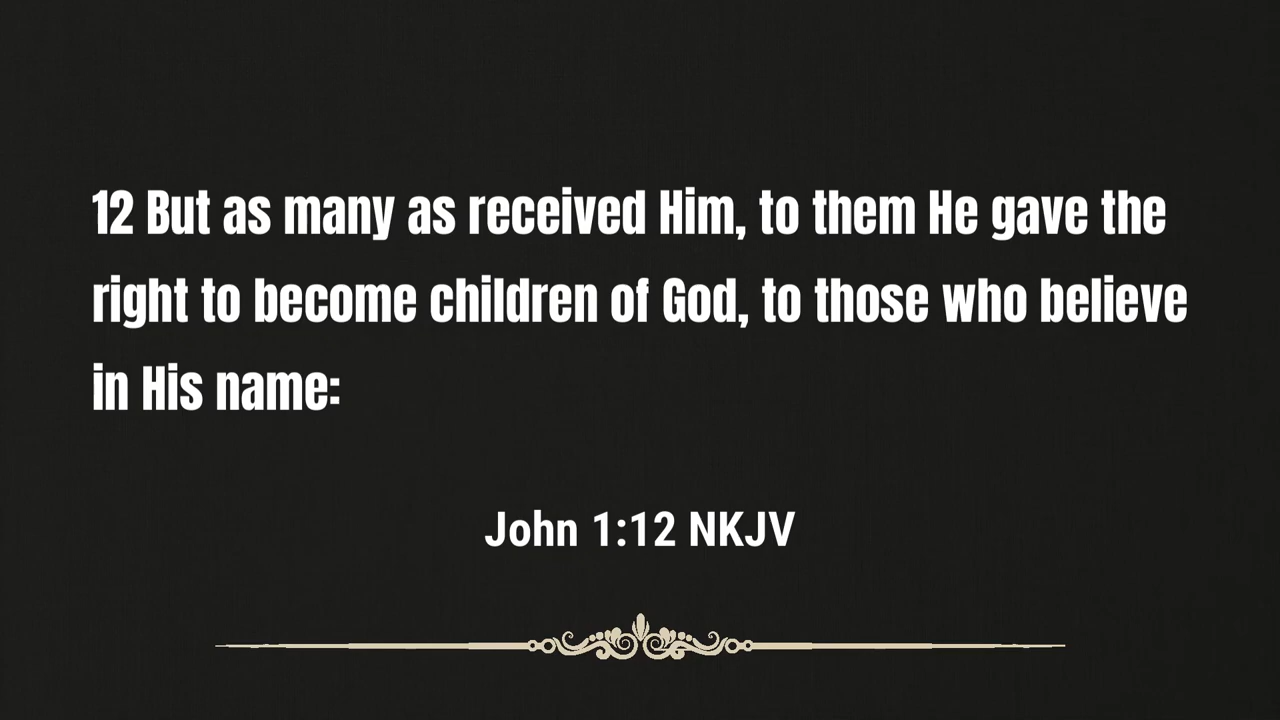 12 But as many as received Him, to them He gave the
right to become children of God, to those who believe
in His name:
John 1:12 NKJV